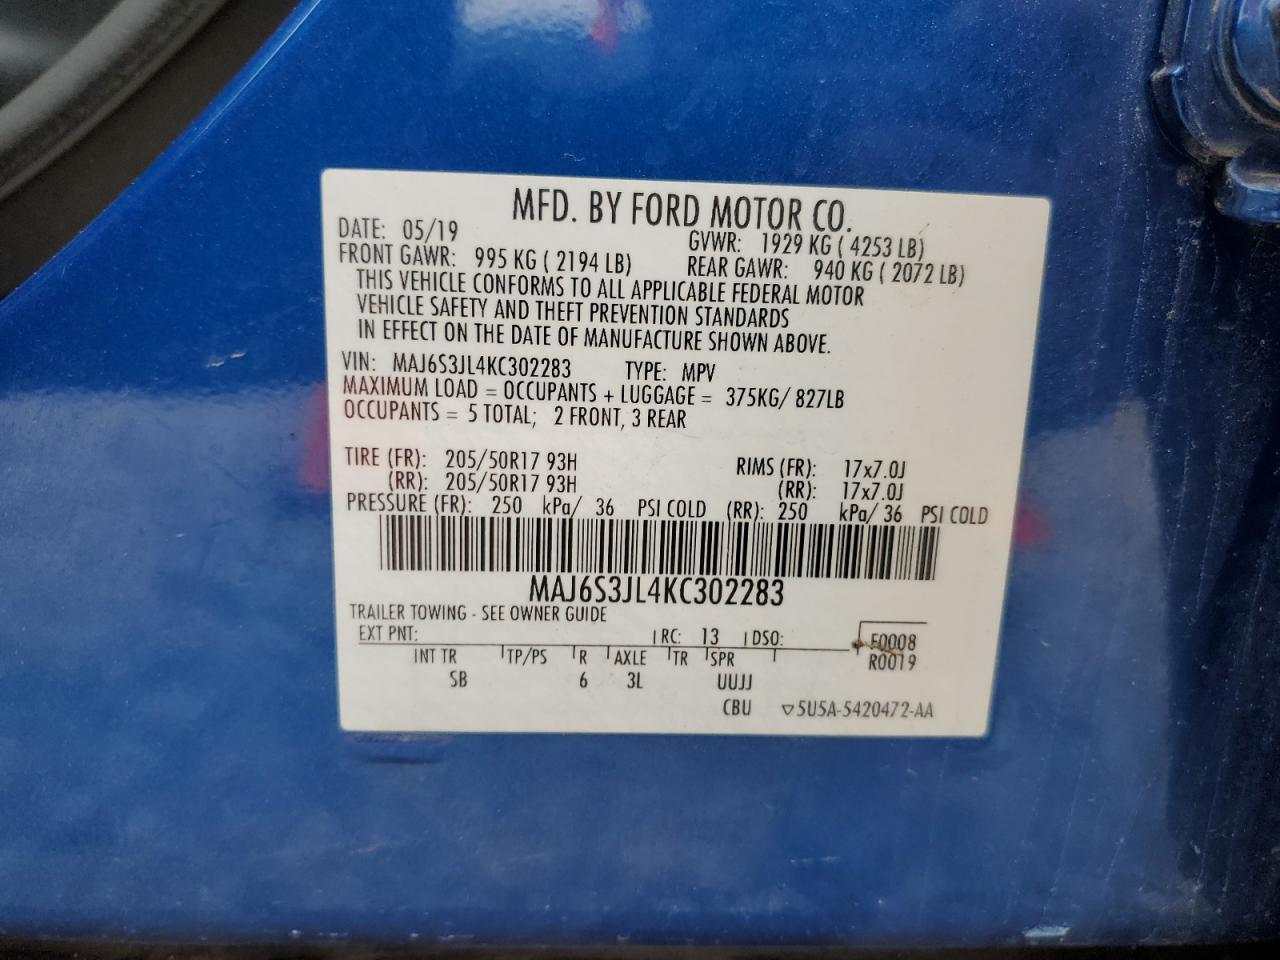 MFD. BY FORD MOTOR CO.
DATE: 05/19 GVWR: 1929 KG ( 4253 LB)
FRONT GAWR: 995 KG ( 2194 LB) REAR GAWR: 940 KG ( 2072 LB)
THIS VEHICLE CONFORMS TO ALL APPLICABLE FEDERAL MOTOR
VEHICLE SAFETY AND THEFT PREVENTION STANDARDS
IN EFFECT ON THE DATE OF MANUFACTURE SHOWN ABOVE.
VIN: MAJ6S3JL4KC302283 TYPE: MPV
MAXIMUM LOAD = OCCUPANTS + LUGGAGE = 375KG/ 827LB
OCCUPANTS = 5 TOTAL; 2 FRONT, 3 REAR
TIRE (FR): 205/50R17 93H RIMS (FR): 17x7.0J
(RR): 205/50R17 93H (RR): 17x7.0J
PRESSURE (FR): 250 kPa/ 36 PSI COLD (RR): 250 kPa/ 36 PSI COLD
MAJ6S3JL4KC302283
TRAILER TOWING - SEE OWNER GUIDE
EXT PNT: RC: 13 DSO: F0008
R0019
INT TR TP/PS R AXLE TR SPR
SB 6 3L UUJJ
CBU ▽5U5A-5420472-AA